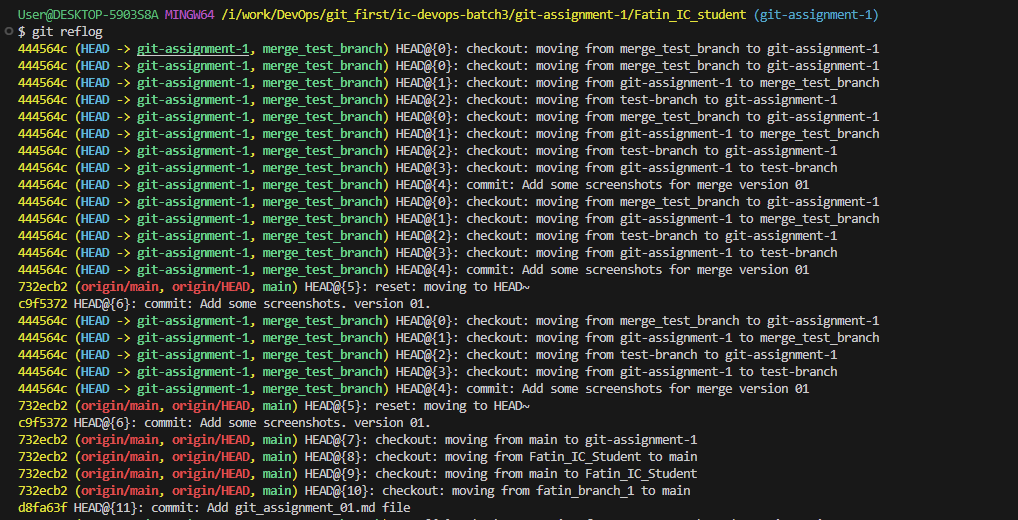 User@DESKTOP-5903S8A MINGW64 /i/work/DevOps/git_first/ic-devops-batch3/git-assignment-1/Fatin_IC_student (git-assignment-1)
$ git reflog
444564c (HEAD -> git-assignment-1, merge_test_branch) HEAD@{0}: checkout: moving from merge_test_branch to git-assignment-1
444564c (HEAD -> git-assignment-1, merge_test_branch) HEAD@{0}: checkout: moving from merge_test_branch to git-assignment-1
444564c (HEAD -> git-assignment-1, merge_test_branch) HEAD@{1}: checkout: moving from git-assignment-1 to merge_test_branch
444564c (HEAD -> git-assignment-1, merge_test_branch) HEAD@{2}: checkout: moving from test-branch to git-assignment-1
444564c (HEAD -> git-assignment-1, merge_test_branch) HEAD@{0}: checkout: moving from merge_test_branch to git-assignment-1
444564c (HEAD -> git-assignment-1, merge_test_branch) HEAD@{1}: checkout: moving from git-assignment-1 to merge_test_branch
444564c (HEAD -> git-assignment-1, merge_test_branch) HEAD@{2}: checkout: moving from test-branch to git-assignment-1
444564c (HEAD -> git-assignment-1, merge_test_branch) HEAD@{3}: checkout: moving from git-assignment-1 to test-branch
444564c (HEAD -> git-assignment-1, merge_test_branch) HEAD@{4}: commit: Add some screenshots for merge version 01
444564c (HEAD -> git-assignment-1, merge_test_branch) HEAD@{0}: checkout: moving from merge_test_branch to git-assignment-1
444564c (HEAD -> git-assignment-1, merge_test_branch) HEAD@{1}: checkout: moving from git-assignment-1 to merge_test_branch
444564c (HEAD -> git-assignment-1, merge_test_branch) HEAD@{2}: checkout: moving from test-branch to git-assignment-1
444564c (HEAD -> git-assignment-1, merge_test_branch) HEAD@{3}: checkout: moving from git-assignment-1 to test-branch
444564c (HEAD -> git-assignment-1, merge_test_branch) HEAD@{4}: commit: Add some screenshots for merge version 01
732ecb2 (origin/main, origin/HEAD, main) HEAD@{5}: reset: moving to HEAD~
c9f5372 HEAD@{6}: commit: Add some screenshots. version 01.
444564c (HEAD -> git-assignment-1, merge_test_branch) HEAD@{0}: checkout: moving from merge_test_branch to git-assignment-1
444564c (HEAD -> git-assignment-1, merge_test_branch) HEAD@{1}: checkout: moving from git-assignment-1 to merge_test_branch
444564c (HEAD -> git-assignment-1, merge_test_branch) HEAD@{2}: checkout: moving from test-branch to git-assignment-1
444564c (HEAD -> git-assignment-1, merge_test_branch) HEAD@{3}: checkout: moving from git-assignment-1 to test-branch
444564c (HEAD -> git-assignment-1, merge_test_branch) HEAD@{4}: commit: Add some screenshots for merge version 01
732ecb2 (origin/main, origin/HEAD, main) HEAD@{5}: reset: moving to HEAD~
c9f5372 HEAD@{6}: commit: Add some screenshots. version 01.
732ecb2 (origin/main, origin/HEAD, main) HEAD@{7}: checkout: moving from main to git-assignment-1
732ecb2 (origin/main, origin/HEAD, main) HEAD@{8}: checkout: moving from Fatin_IC_Student to main
732ecb2 (origin/main, origin/HEAD, main) HEAD@{9}: checkout: moving from main to Fatin_IC_Student
732ecb2 (origin/main, origin/HEAD, main) HEAD@{10}: checkout: moving from fatin_branch_1 to main
d8fa63f HEAD@{11}: commit: Add git_assignment_01.md file